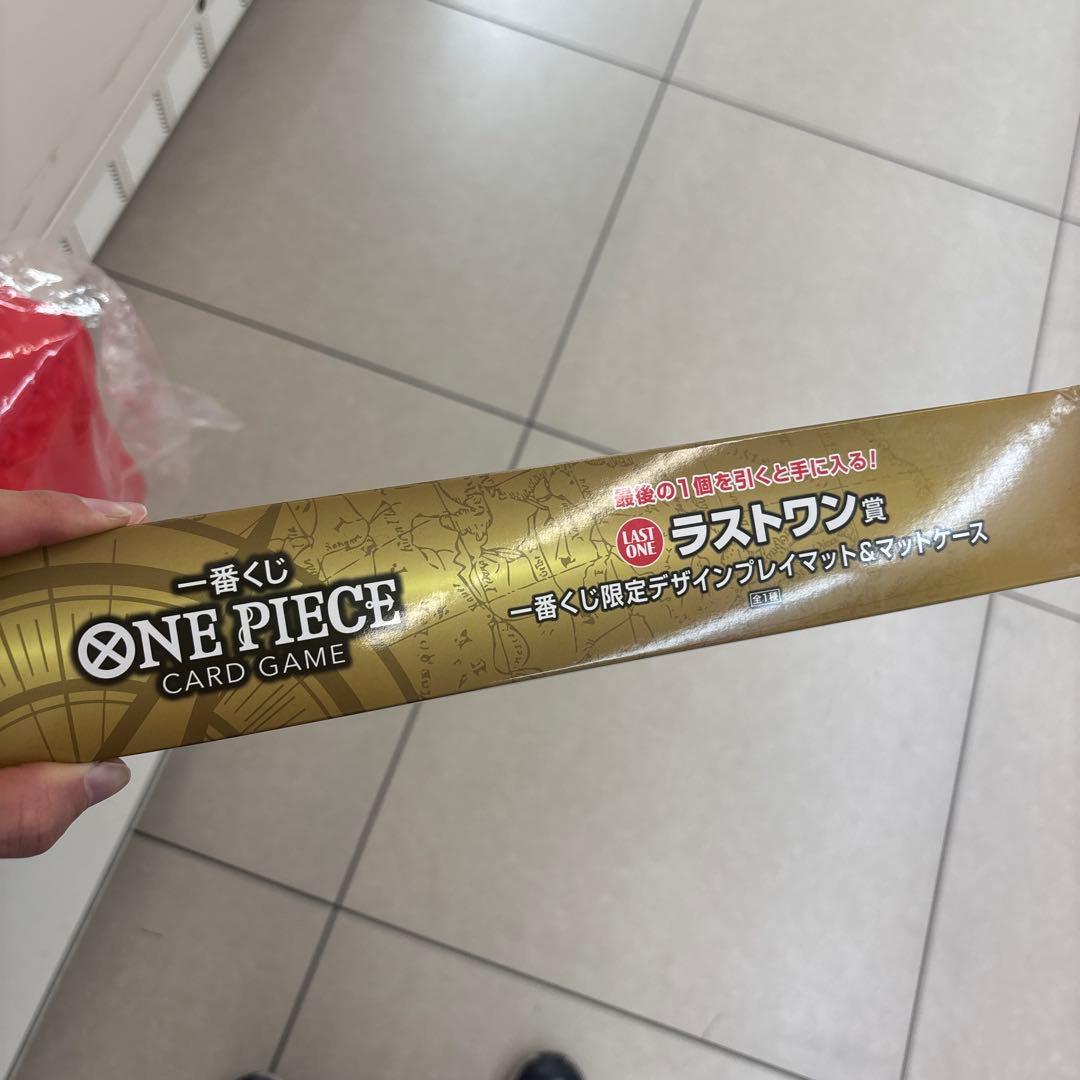 一番くじ
ONE PIECE
CARD GAME
最後の1個を引くと手に入る!
LAST
ONE
ラストワン賞
一番くじ限定デザインプレイマット&マットケース
全1種